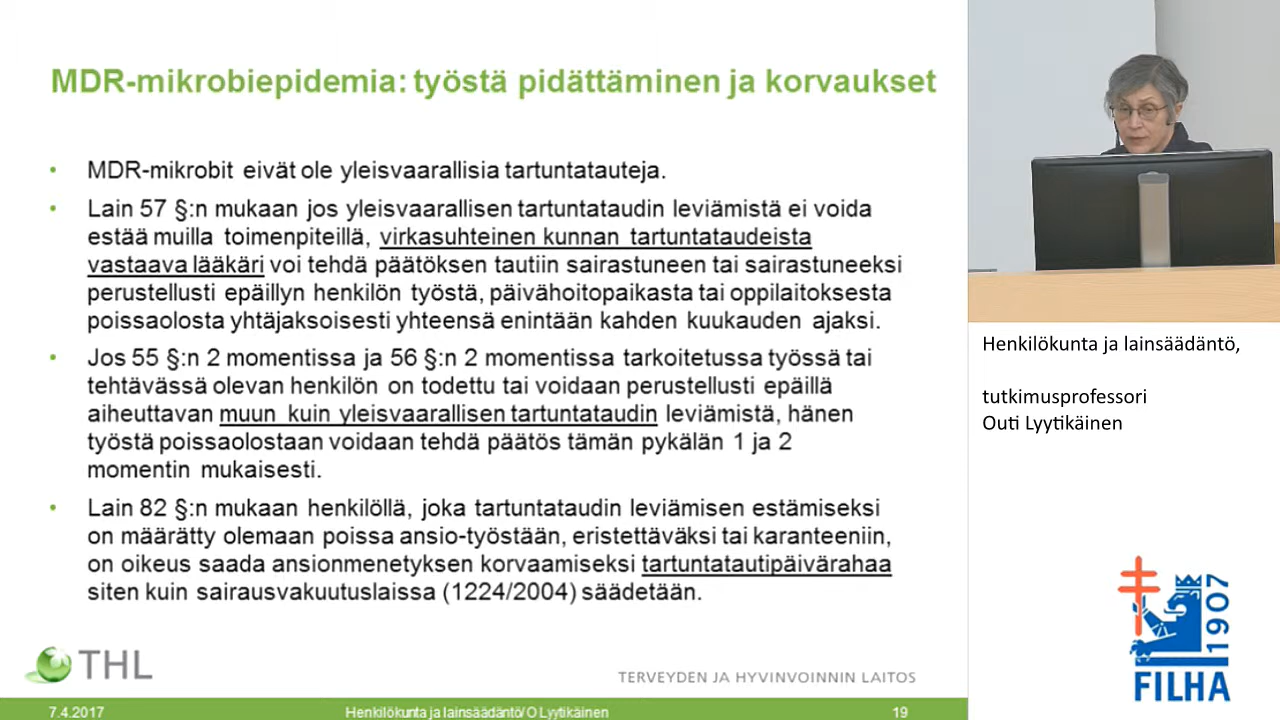 MDR-mikrobiepidemia: työstä pidättäminen ja korvaukset
• MDR-mikrobit eivät ole yleisvaarallisia tartuntatauteja.
• Lain 57 §:n mukaan jos yleisvaarallisen tartuntataudin leviämistä ei voida
estää muilla toimenpiteillä, virkasuhteinen kunnan tartuntataudeista
vastaava lääkäri voi tehdä päätöksen tautiin sairastuneen tai sairastuneeksi
perustellusti epäillyn henkilön työstä, päivähoitopaikasta tai oppilaitoksesta
poissaolosta yhtäjaksoisesti yhteensä enintään kahden kuukauden ajaksi.
• Jos 55 §:n 2 momentissa ja 56 §:n 2 momentissa tarkoitetussa työssä tai
tehtävässä olevan henkilön on todettu tai voidaan perustellusti epäillä
aiheuttavan muun kuin yleisvaarallisen tartuntataudin leviämistä, hänen
työstä poissaolostaan voidaan tehdä päätös tämän pykälän 1 ja 2
momentin mukaisesti.
• Lain 82 §:n mukaan henkilöllä, joka tartuntataudin leviämisen estämiseksi
on määrätty olemaan poissa ansio-työstään, eristettäväksi tai karanteeniin,
on oikeus saada ansionmenetyksen korvaamiseksi tartuntatautipäivärahaa
siten kuin sairausvakuutuslaissa (1224/2004) säädetään.
THL
TERVEYDEN JA HYVINVOINNIN LAITOS
7.4.2017
Henkilökunta ja lainsäädäntö/ O Lyytikäinen
19
Henkilökunta ja lainsäädäntö,
tutkimusprofessori
Outi Lyytikäinen
1907
FILHA